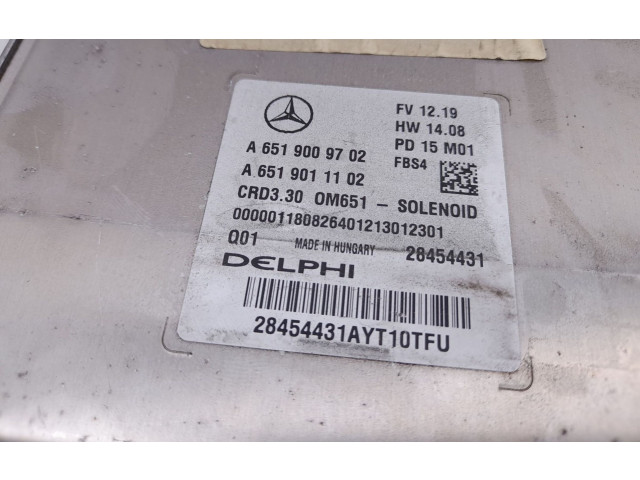 FV 12.19
HW 14.08
A 651 900 97 02 PD 15 M01
A 651 901 11 02 FBS4
CRD3.30 OM651 - SOLENOID
000001180826401213012301
Q01 MADE IN HUNGARY 28454431
DELPHI
28454431AYT10TFU